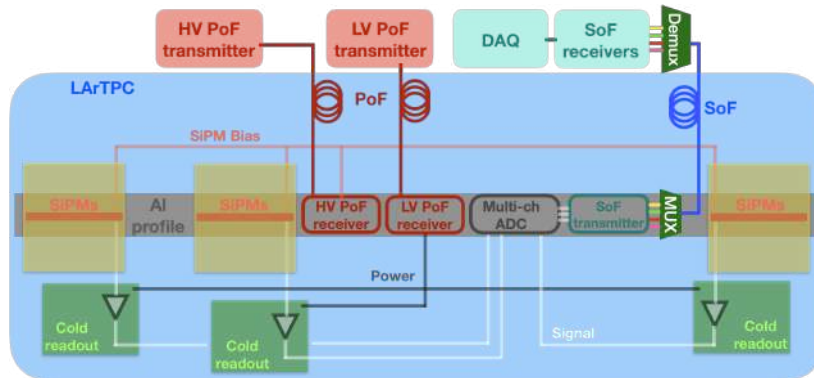 HV PoF
transmitter
LV PoF
transmitter
DAQ
SoF
receivers
Demux
LArTPC
PoF
SoF
SiPM Bias
SiPMs
Al
profile
SiPMs
HV PoF
receiver
LV PoF
receiver
Multi-ch
ADC
SoF
transmitter
MUX
SiPMs
Power
Cold
readout
Cold
readout
Signal
Cold
readout